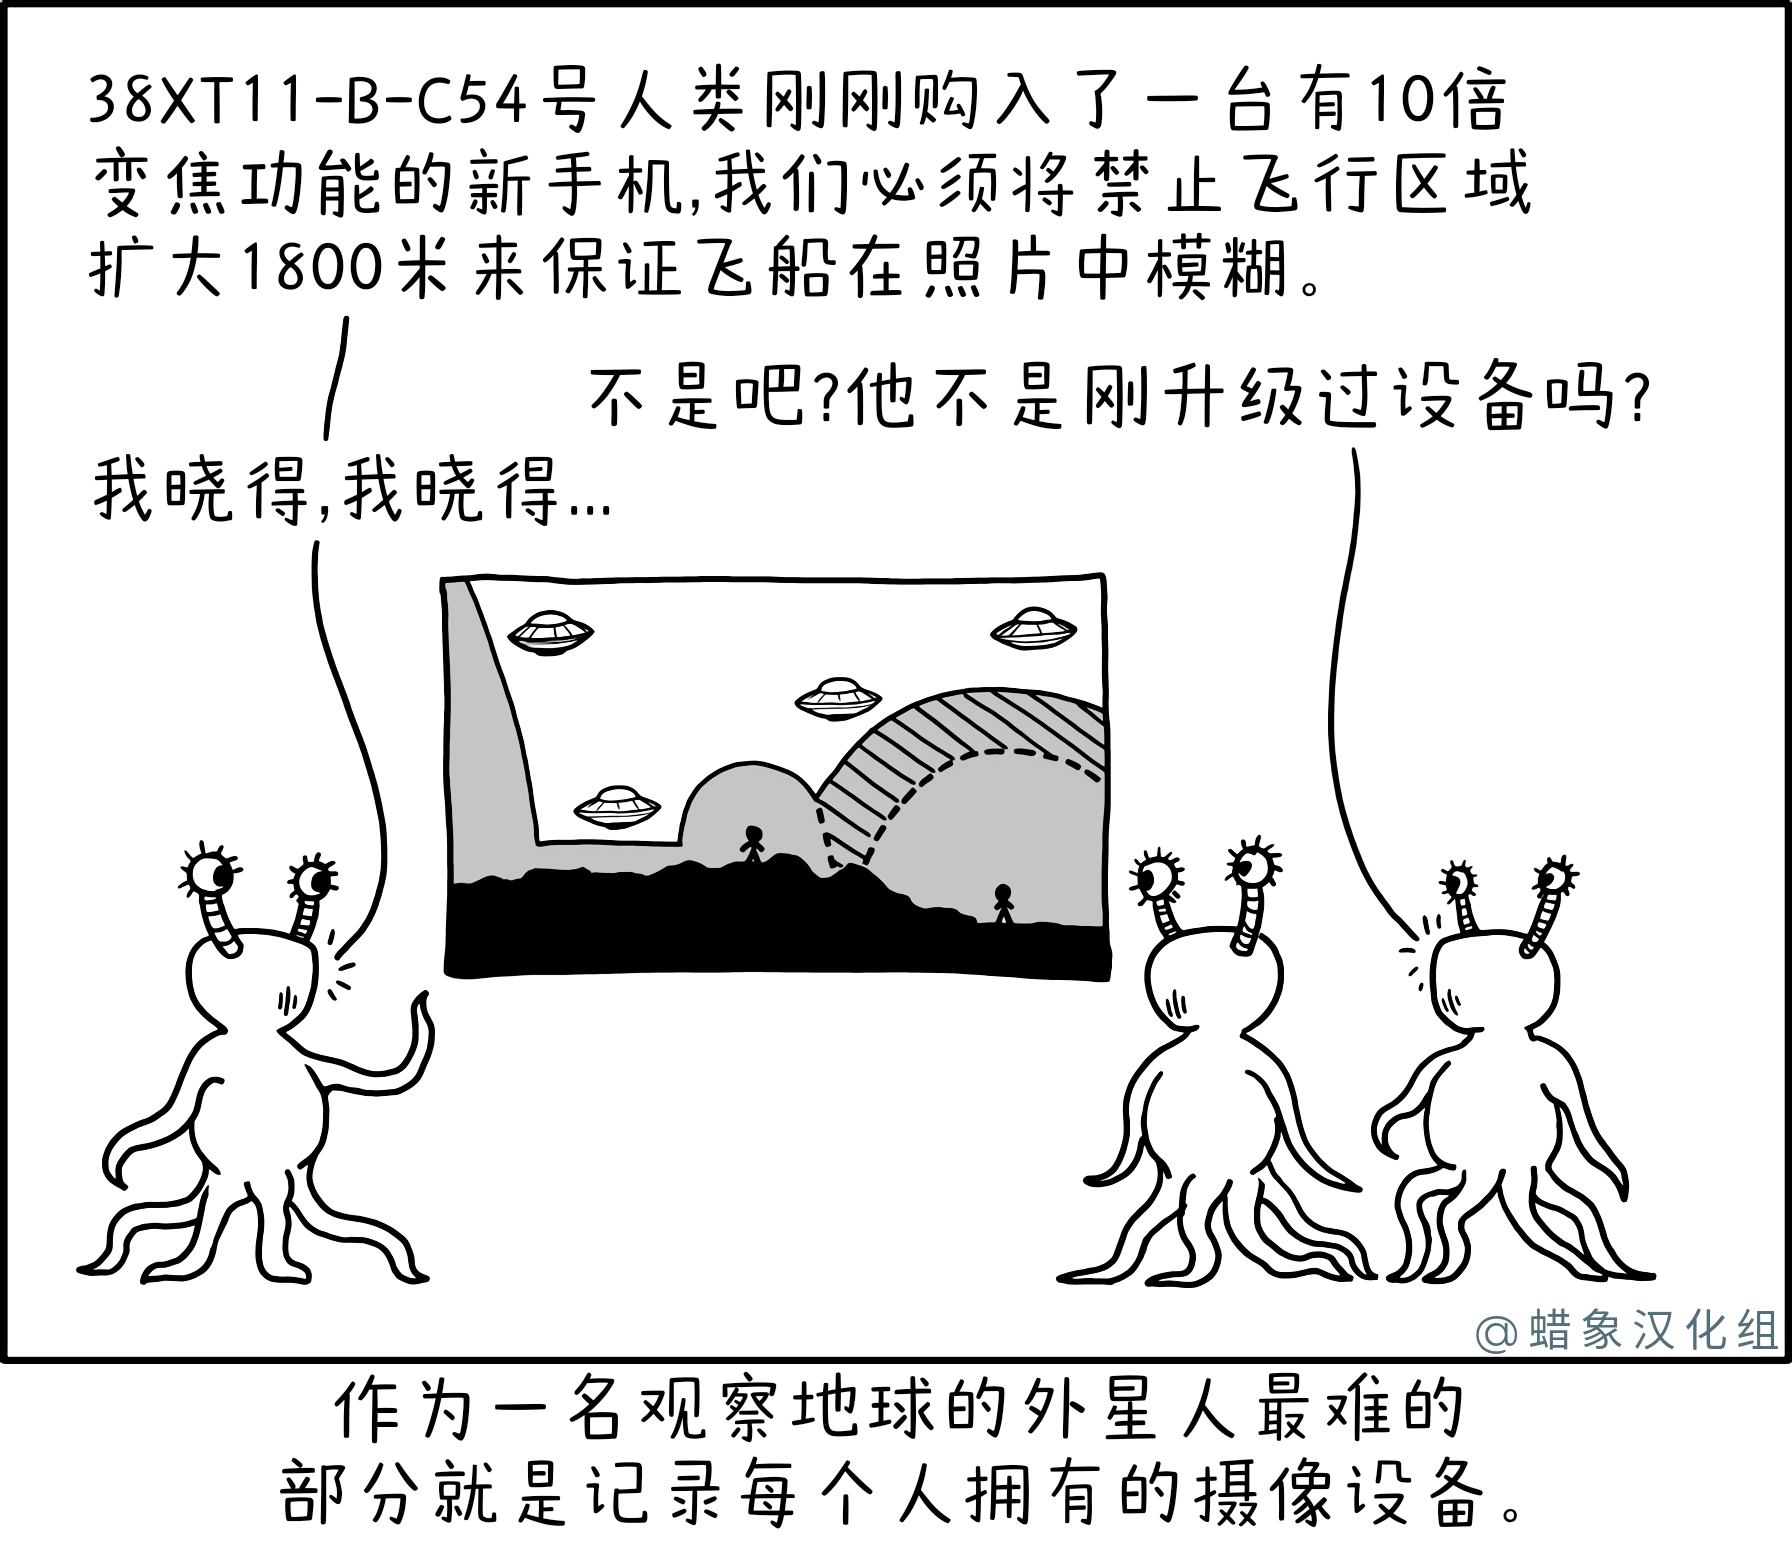 38XT11-B-C54号人类刚刚购入了一台有10倍
变焦功能的新手机,我们必须将禁止飞行区域
扩大1800米来保证飞船在照片中模糊。
不是吧?他不是刚升级过设备吗?
我晓得,我晓得...
@蜡象汉化组
作为一名观察地球的外星人最难的
部分就是记录每个人拥有的摄像设备。